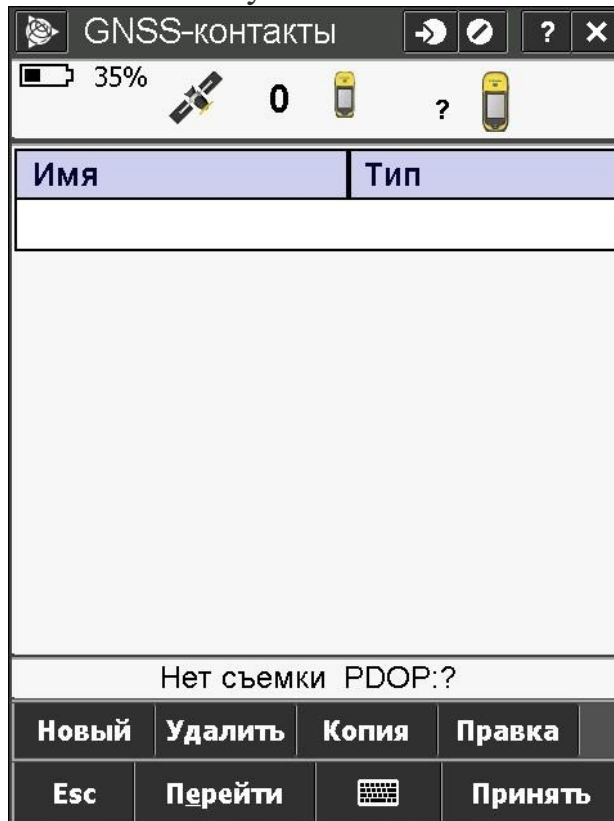 GNSS-контакты ?
35% 0 ?
Имя Тип
Нет съемки PDOP:?
Новый Удалить Копия Правка
Esc Перейти Принять